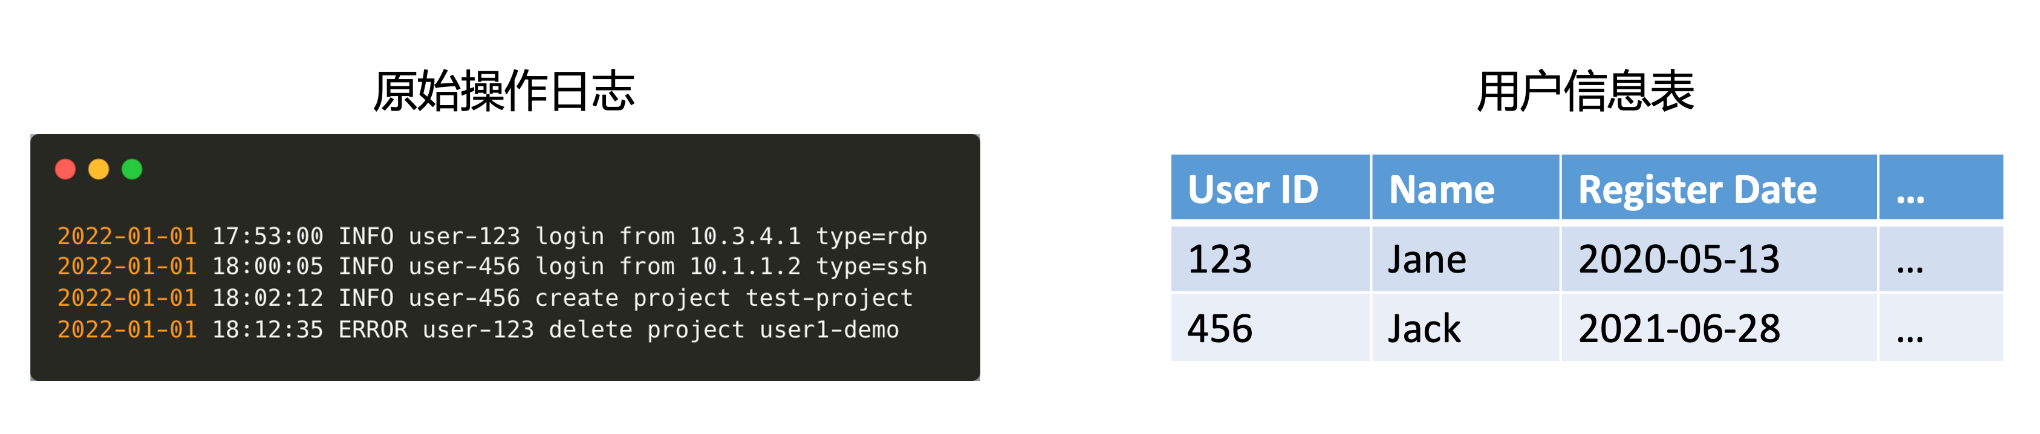 原始操作日志
2022-01-01 17:53:00 INFO user-123 login from 10.3.4.1 type=rdp
2022-01-01 18:00:05 INFO user-456 login from 10.1.1.2 type=ssh
2022-01-01 18:02:12 INFO user-456 create project test-project
2022-01-01 18:12:35 ERROR user-123 delete project user1-demo
用户信息表
User ID Name Register Date ...
123 Jane 2020-05-13 ...
456 Jack 2021-06-28 ...